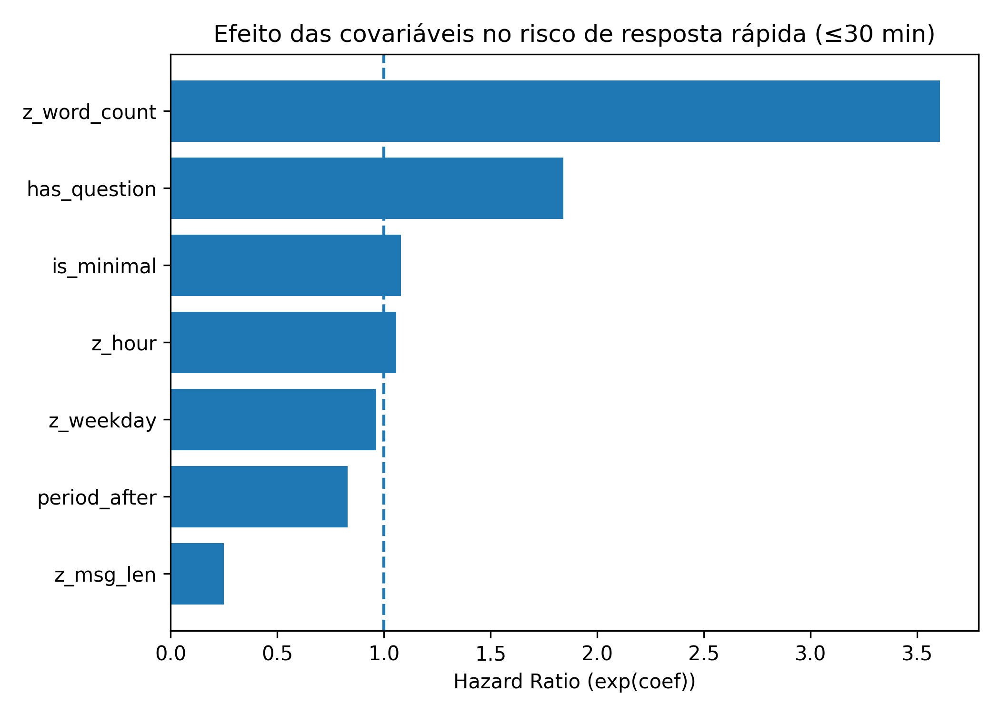 Efeito das covariáveis no risco de resposta rápida (≤30 min)
z_word_count
has_question
is_minimal
z_hour
z_weekday
period_after
z_msg_len
0.0 0.5 1.0 1.5 2.0 2.5 3.0 3.5
Hazard Ratio (exp(coef))